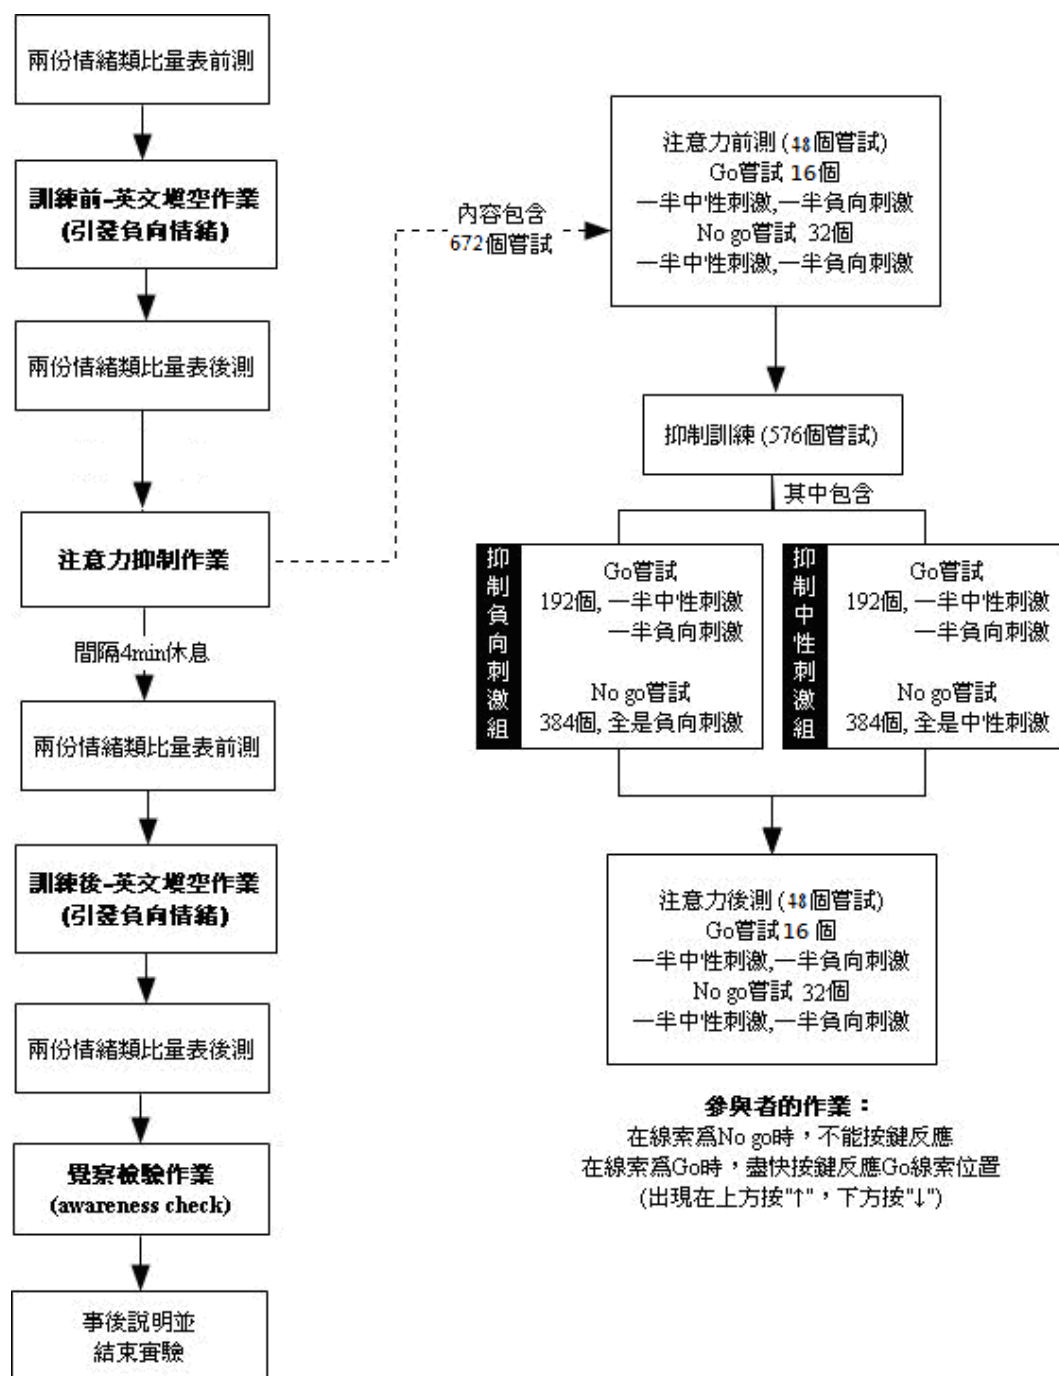 兩份情緒類比量表前測
訓練前-英文填空作業
(引發負向情緒)
兩份情緒類比量表後測
注意力抑制作業
間隔4min休息
兩份情緒類比量表前測
訓練後-英文填空作業
(引發負向情緒)
兩份情緒類比量表後測
覺察檢驗作業
(awareness check)
事後說明並
結束實驗
內容包含
672個嘗試
注意力前測 (48個嘗試)
Go嘗試 16個
一半中性刺激,一半負向刺激
No go嘗試 32個
一半中性刺激,一半負向刺激
抑制訓練 (576個嘗試)
其中包含
抑制負向刺激組
Go嘗試
192個, 一半中性刺激
一半負向刺激
No go嘗試
384個, 全是負向刺激
抑制中性刺激組
Go嘗試
192個, 一半中性刺激
一半負向刺激
No go嘗試
384個, 全是中性刺激
注意力後測 (48個嘗試)
Go嘗試 16 個
一半中性刺激,一半負向刺激
No go嘗試 32個
一半中性刺激,一半負向刺激
參與者的作業：
在線索為No go時，不能按鍵反應
在線索為Go時，盡快按鍵反應Go線索位置
(出現在上方按"↑"，下方按"↓")